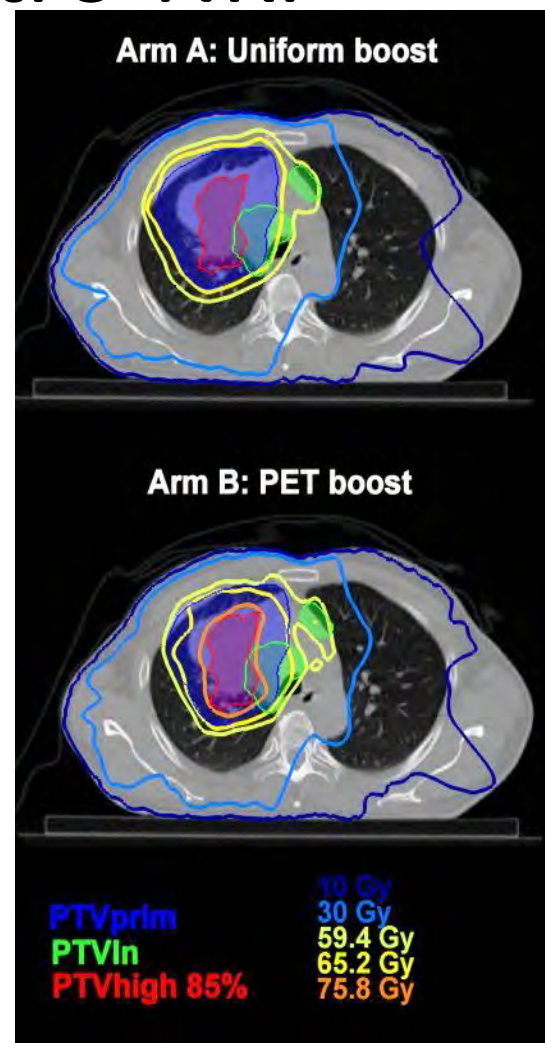 Arm A: Uniform boost
Arm B: PET boost
10 Gy
PTVprim
30 Gy
PTVln
59.4 Gy
65.2 Gy
PTVhigh 85%
75.8 Gy